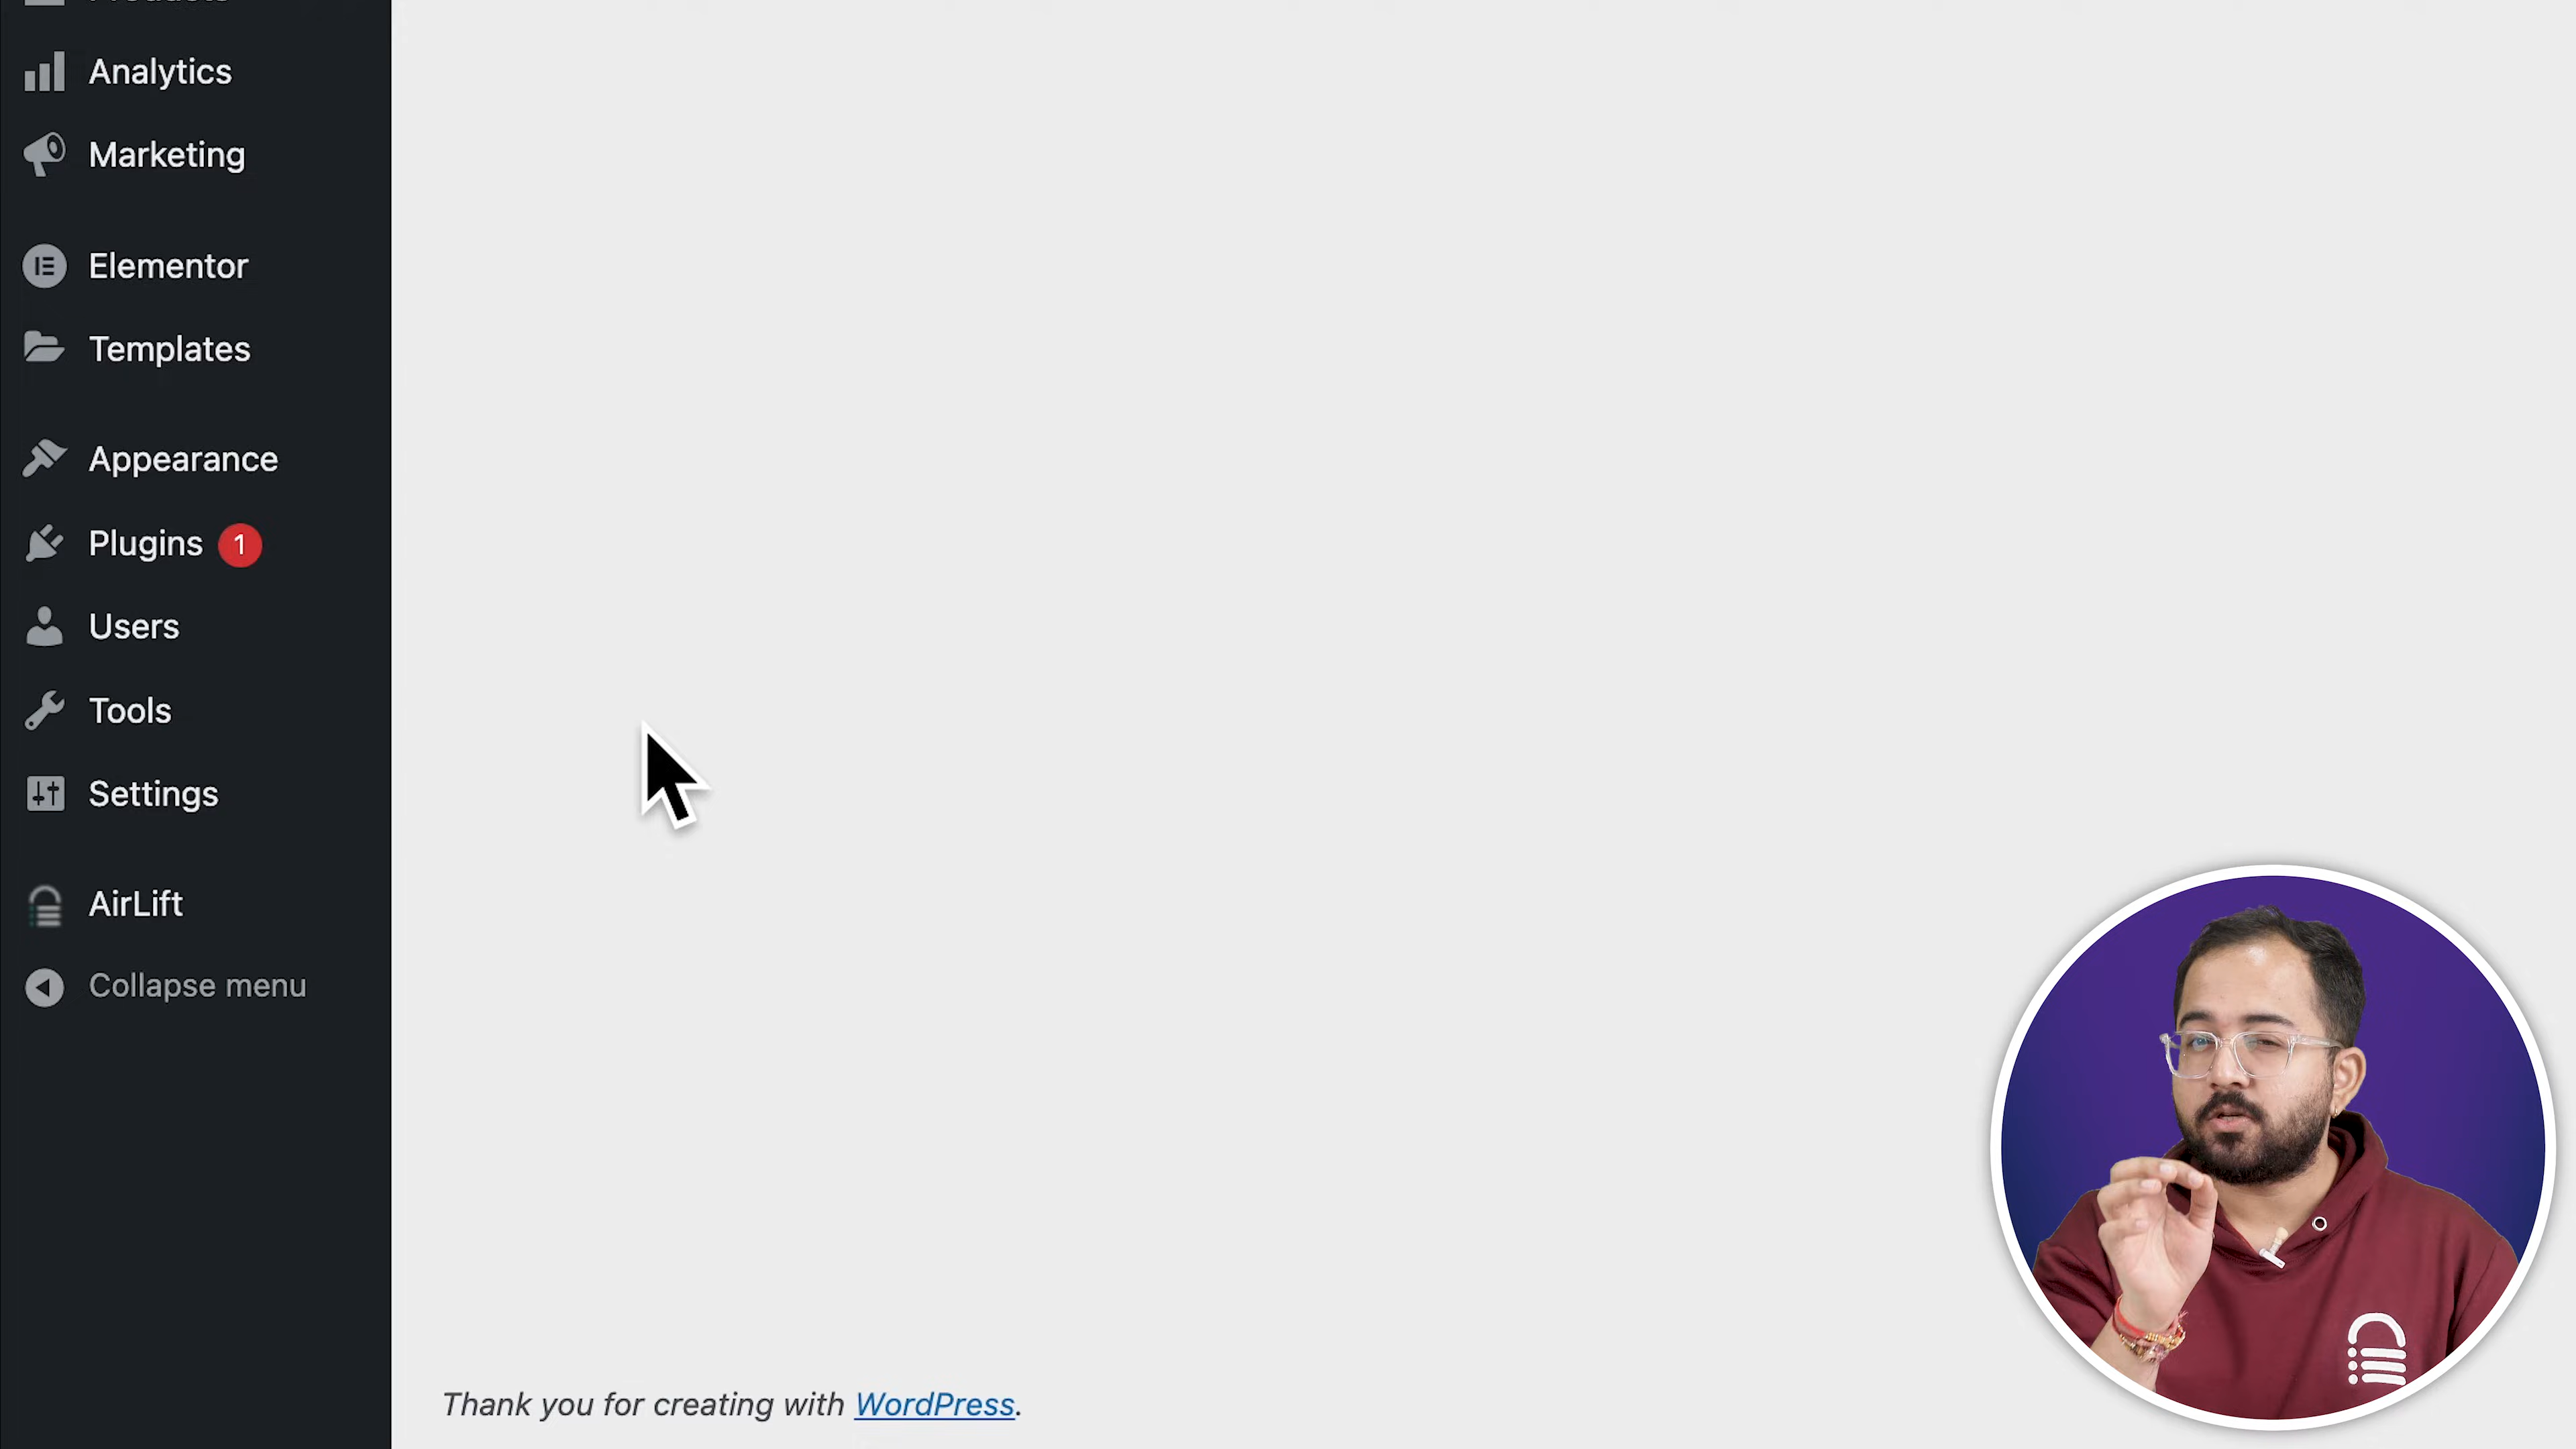 Products
Analytics
Marketing
Elementor
Templates
Appearance
Plugins 1
Users
Tools
Settings
AirLift
Collapse menu
Thank you for creating with WordPress.